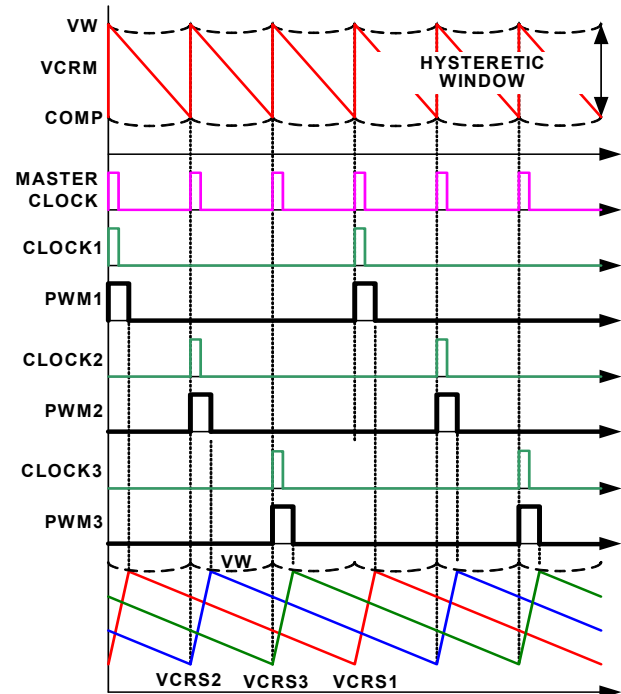 VW
VCRM
HYSTERETIC
WINDOW
COMP
MASTER
CLOCK
CLOCK1
PWM1
CLOCK2
PWM2
CLOCK3
PWM3
VW
VCRS2 VCRS3 VCRS1